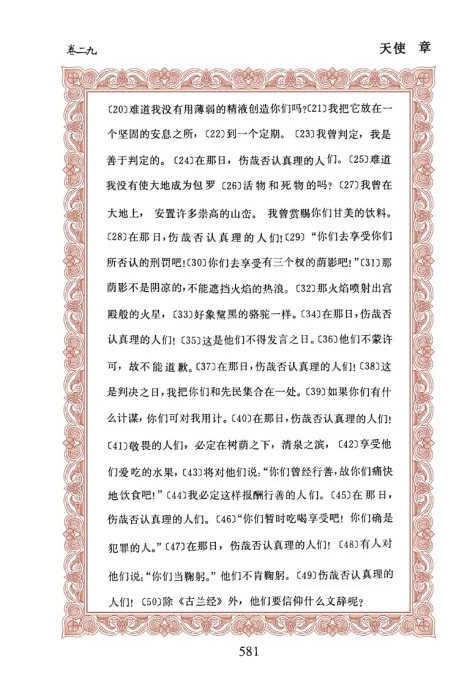 卷二九
天使 章
〔20〕难道我没有用薄弱的精液创造你们吗?〔21〕我把它放在一
个坚固的安息之所，〔22〕到一个定期。〔23〕我曾判定，我是
善于判定的。〔24〕在那日，伤哉否认真理的人们。〔25〕难道
我没有使大地成为包罗〔26〕活物和死物的吗？〔27〕我曾在
大地上，安置许多崇高的山峦。我曾赏赐你们甘美的饮料。
〔28〕在那日，伤哉否认真理的人们!〔29〕“你们去享受你们
所否认的刑罚吧!〔30〕你们去享受有三个杈的荫影吧!”〔31〕那
荫影不是阴凉的，不能遮挡火焰的热浪。〔32〕那火焰喷射出宫
殿般的火星，〔33〕好象黧黑的骆驼一样。〔34〕在那日，伤哉否
认真理的人们!〔35〕这是他们不得发言之日。〔36〕他们不蒙许
可，故不能道歉。〔37〕在那日，伤哉否认真理的人们!〔38〕这
是判决之日，我把你们和先民集合在一处。〔39〕如果你们有什
么计谋，你们可对我用计。〔40〕在那日，伤哉否认真理的人们!
〔41〕敬畏的人们，必定在树荫之下，清泉之滨，〔42〕享受他
们爱吃的水果，〔43〕将对他们说：“你们曾经行善，故你们痛快
地饮食吧!”〔44〕我必定这样报酬行善的人们。〔45〕在那日，
伤哉否认真理的人们。〔46〕“你们暂时吃喝享受吧！你们确是
犯罪的人。”〔47〕在那日，伤哉否认真理的人们！〔48〕有人对
他们说：“你们当鞠躬。”他们不肯鞠躬。〔49〕伤哉否认真理的
人们！〔50〕除《古兰经》外，他们要信仰什么文辞呢？
581